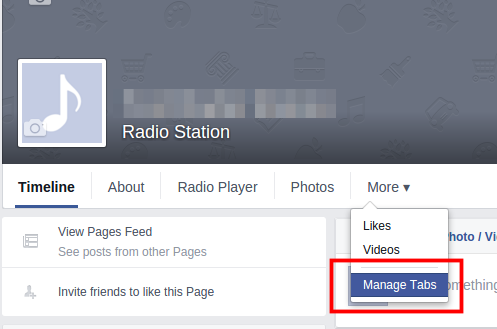 Radio Station
Timeline About Radio Player Photos More ▾
Likes
Videos
Manage Tabs
View Pages Feed
See posts from other Pages
Invite friends to like this Page
hoto / Vi
omething